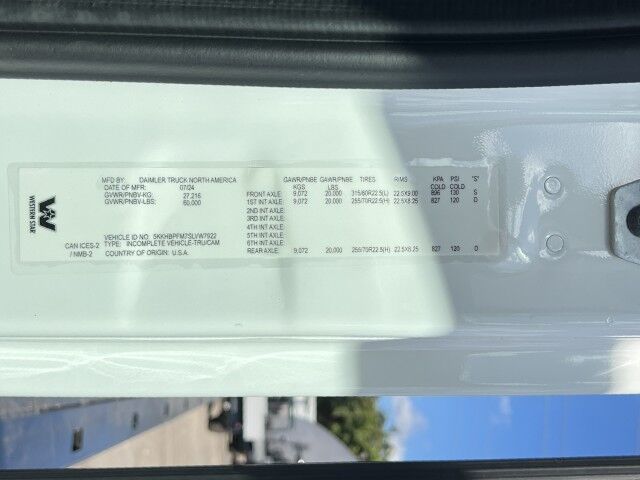 WESTERN STAR
MFD. BY: DAIMLER TRUCK NORTH AMERICA
DATE OF MFR: 07/24
GVWR/PNBV-KG: 27,216
GVWR/PNBV-LBS: 60,000
VEHICLE ID NUMBER:
CAN ICES-2 TYPE: INCOMPLETE VEHICLE-TRU/CAM
/ NMB-2 COUNTRY OF ORIGIN: U.S.A.
GAWR/PNBE GAWR/PNBE TIRES RIMS KPA PSI "S"
KGS LBS COLD COLD
FRONT AXLE: 9,072 20,000 315/80R22.5(L) 22.5X9.00 896 130 S
1ST INT AXLE: 9,072 20,000 255/70R22.5(H) 22.5X8.25 827 120 D
2ND INT AXLE:
3RD INT AXLE:
4TH INT AXLE:
5TH INT AXLE:
6TH INT AXLE:
REAR AXLE: 9,072 20,000 255/70R22.5(H) 22.5X8.25 827 120 D